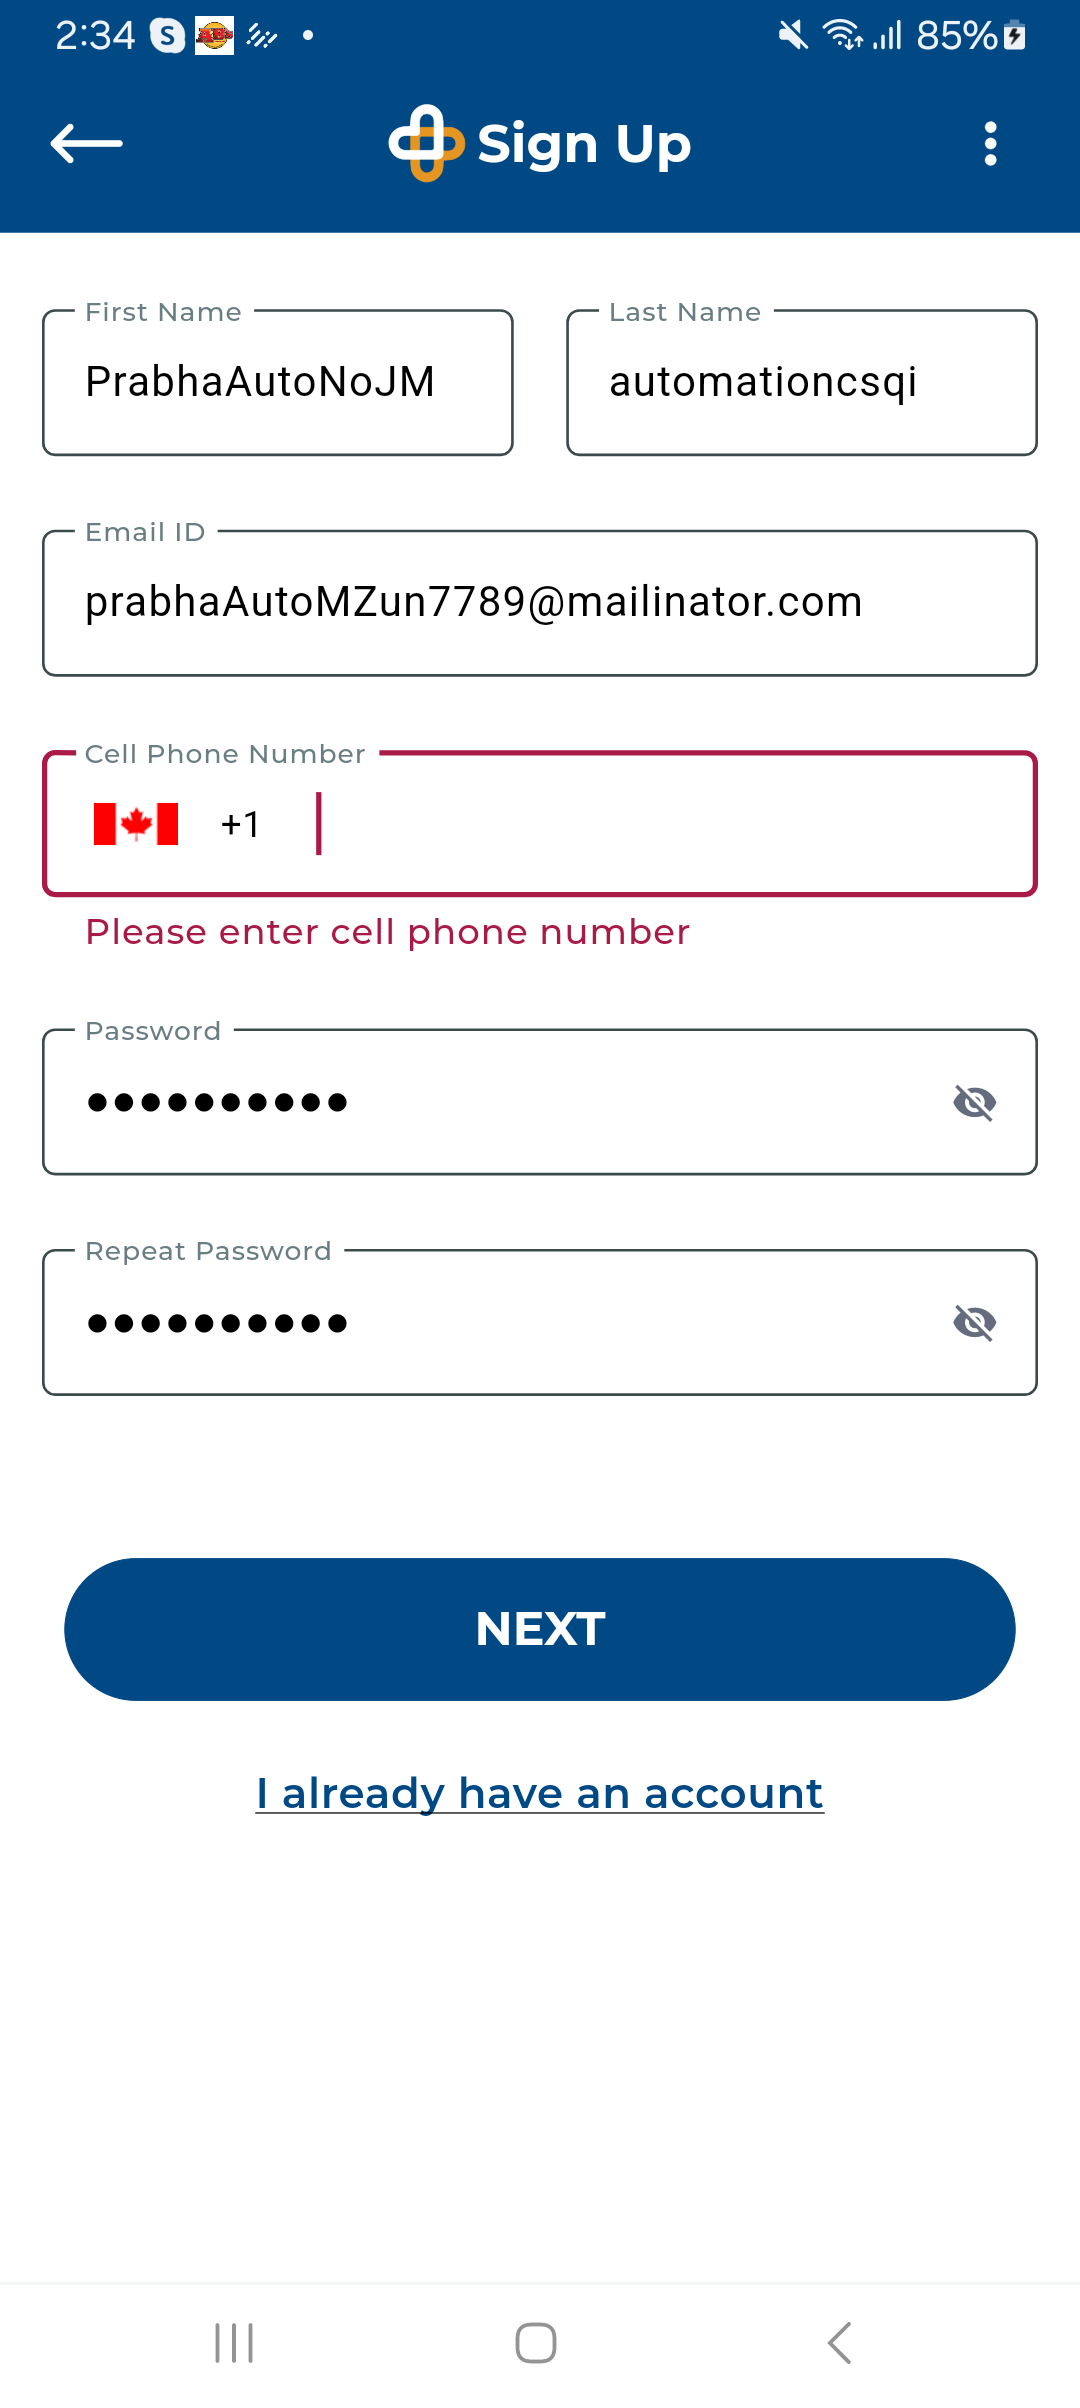 2:34 S 85%
Sign Up
First Name Last Name
PrabhaAutoNoJM automationcsqi
Email ID
prabhaAutoMZun7789@mailinator.com
Cell Phone Number
+1
Please enter cell phone number
Password
••••••••••
Repeat Password
••••••••••
NEXT
I already have an account